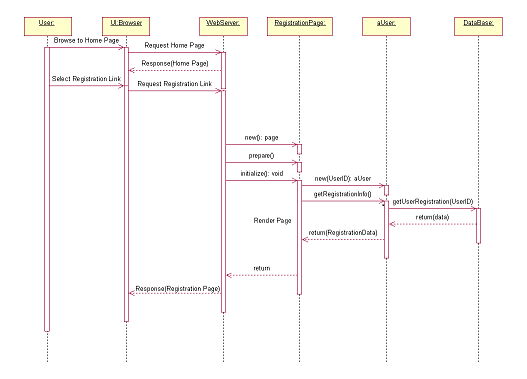 User:
UI:Browser
WebServer:
RegistrationPage:
aUser:
DataBase:
Browse to Home Page
Request Home Page
Response(Home Page)
Select Registration Link
Request Registration Link
new(): page
prepare()
initialize(): void
new(UserID): aUser
getRegistrationInfo()
getUserRegistration(UserID)
return(data)
Render Page
return(RegistrationData)
return
Response(Registration Page)